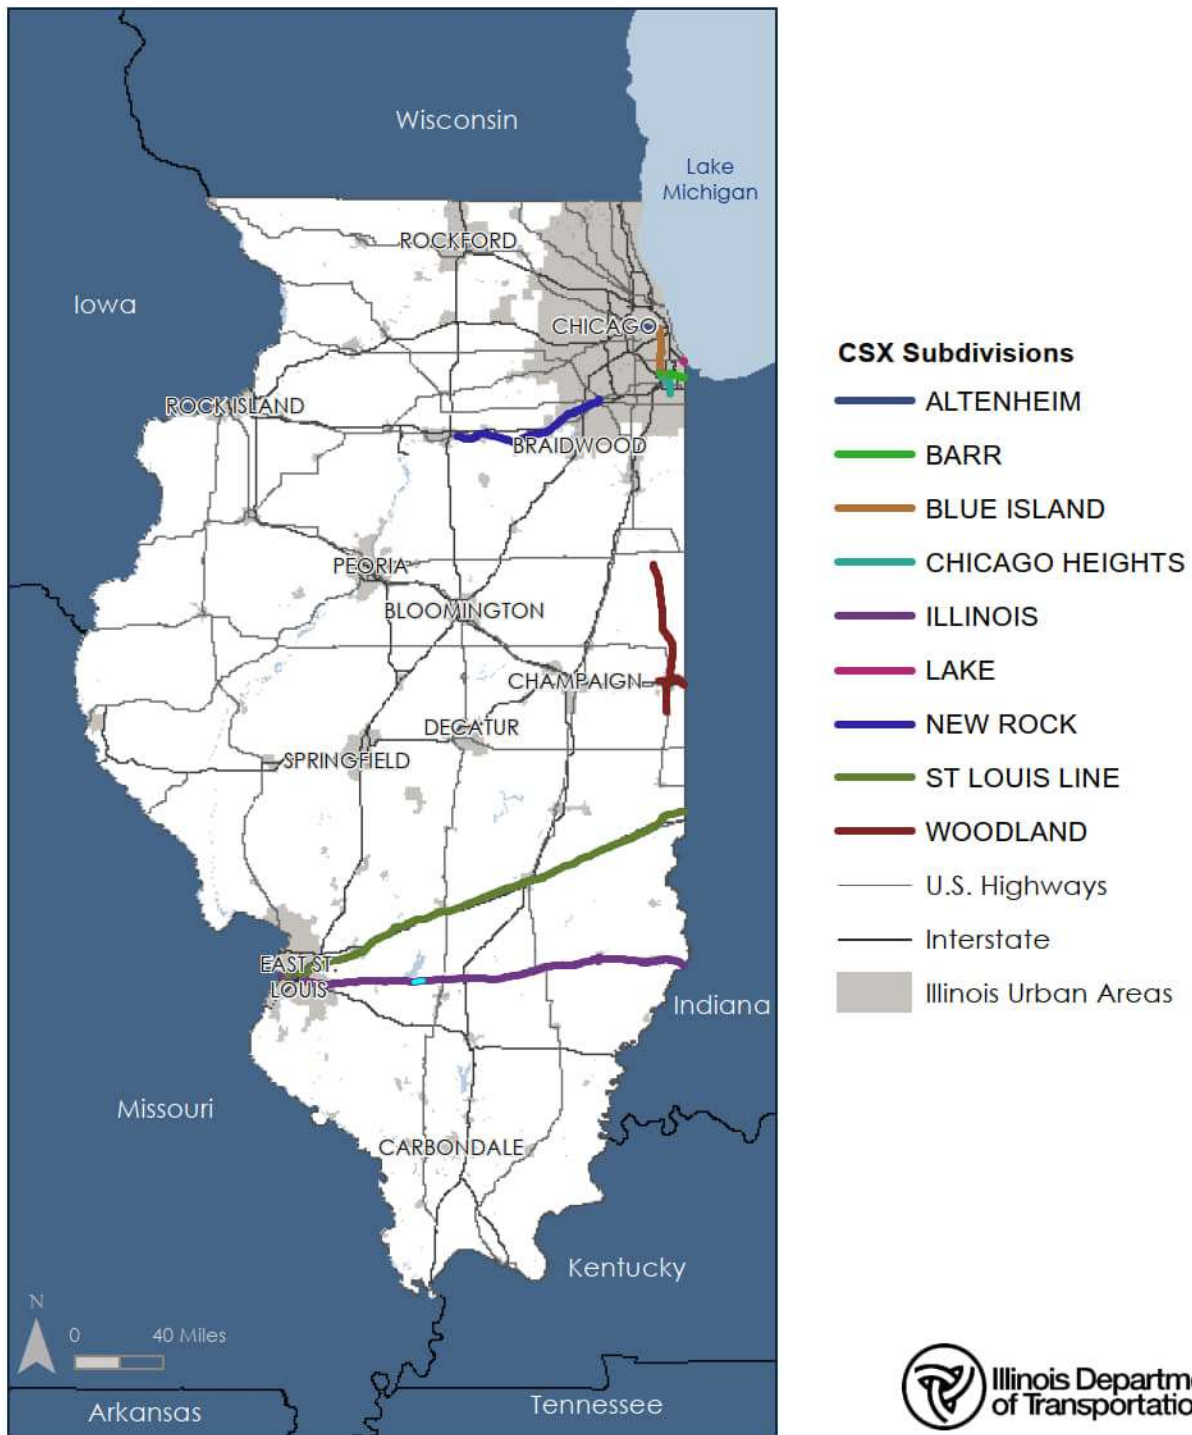 Wisconsin
Lake
Michigan
ROCKFORD
Iowa
CHICAGO
ROCK ISLAND
BRAIDWOOD
PEORIA
BLOOMINGTON
CHAMPAIGN
DECATUR
SPRINGFIELD
EAST ST.
LOUIS
Indiana
Missouri
CARBONDALE
Kentucky
N
0 40 Miles
Arkansas
Tennessee
CSX Subdivisions
ALTENHEIM
BARR
BLUE ISLAND
CHICAGO HEIGHTS
ILLINOIS
LAKE
NEW ROCK
ST LOUIS LINE
WOODLAND
U.S. Highways
Interstate
Illinois Urban Areas
Illinois Departme
of Transportatio